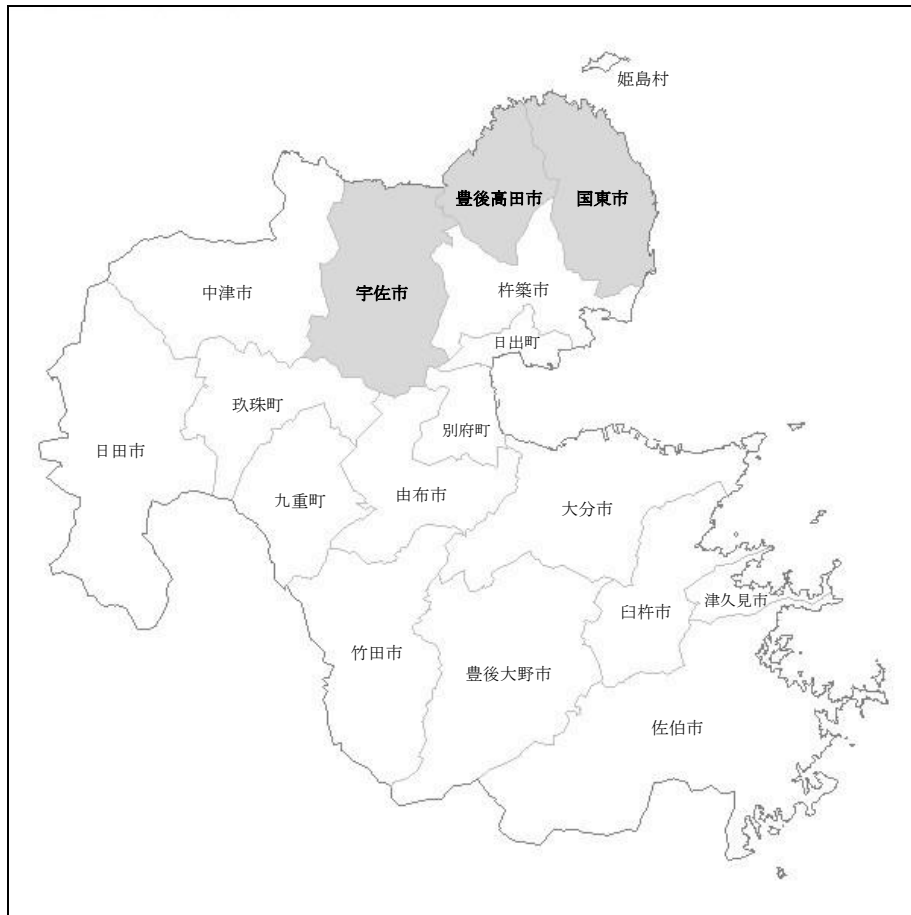 姫島村
豊後高田市
国東市
中津市
宇佐市
杵築市
日出町
玖珠町
別府町
日田市
九重町
由布市
大分市
津久見市
臼杵市
竹田市
豊後大野市
佐伯市